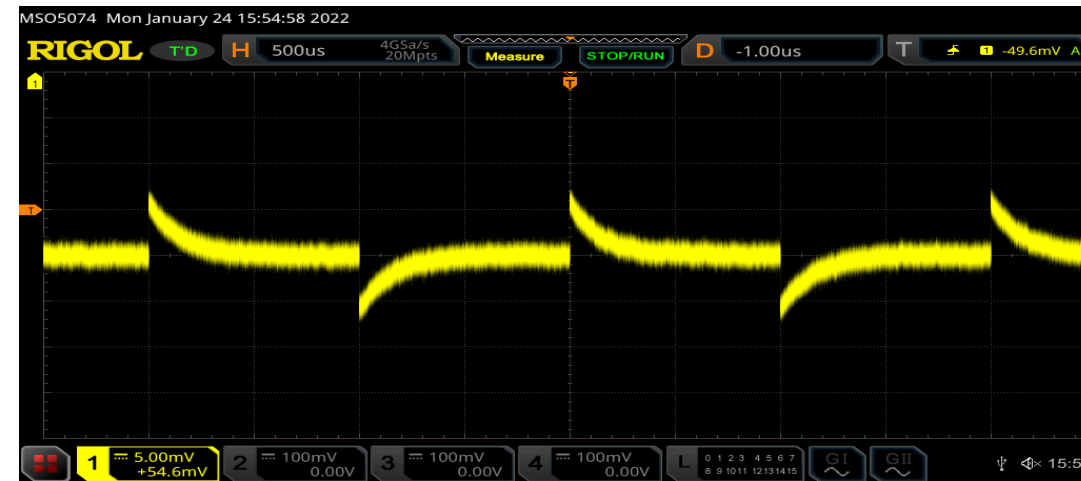 MSO5074 Mon January 24 15:54:58 2022
RIGOL T'D H 500us 4GSa/s 20Mpts Measure STOP/RUN D -1.00us T 1 -49.6mV A
1
T
T
1 5.00mV +54.6mV 2 100mV 0.00V 3 100mV 0.00V 4 100mV 0.00V L 0 1 2 3 4 5 6 7 8 9 10 11 12 13 14 15 GI GII 15:5